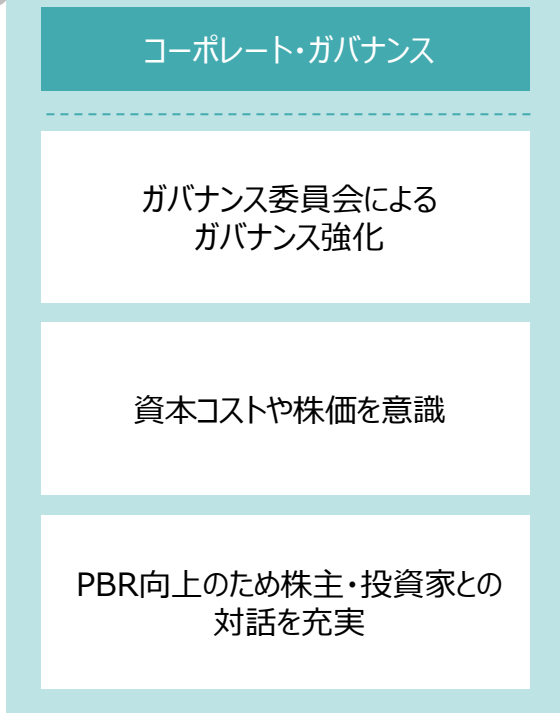 コーポレート・ガバナンス
ガバナンス委員会による
ガバナンス強化
資本コストや株価を意識
PBR向上のため株主・投資家との
対話を充実